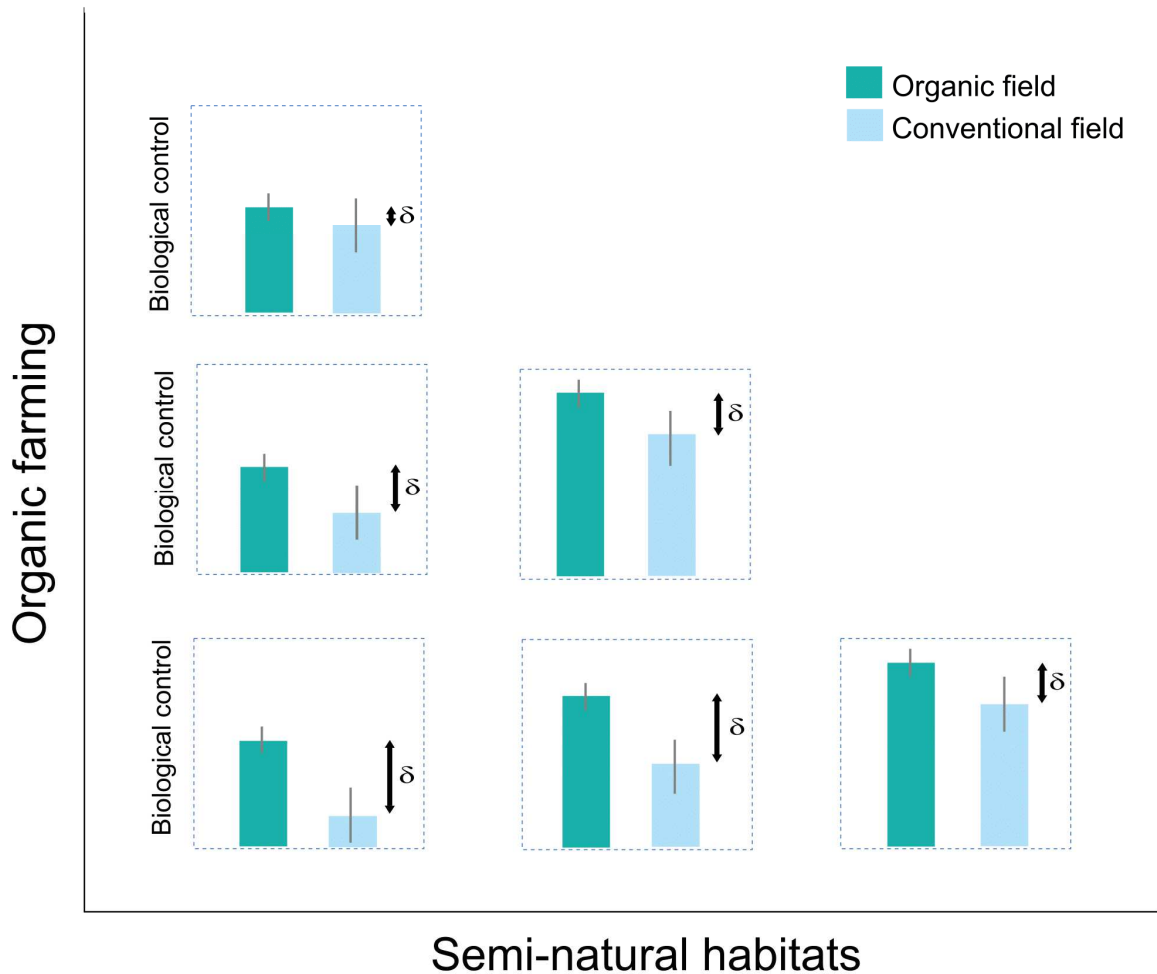 Organic field
Conventional field
Biological control
δ
Organic farming
Biological control
δ
δ
Biological control
δ
δ
δ
Semi-natural habitats